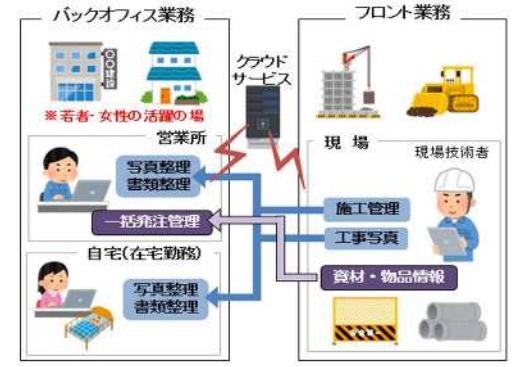 バックオフィス業務
フロント業務
クラウド
サービス
〇〇建設
※若者・女性の活躍の場
営業所
写真整理
書類整理
一括発注管理
自宅(在宅勤務)
写真整理
書類整理
現 場
現場技術者
施工管理
工事写真
資材・物品情報